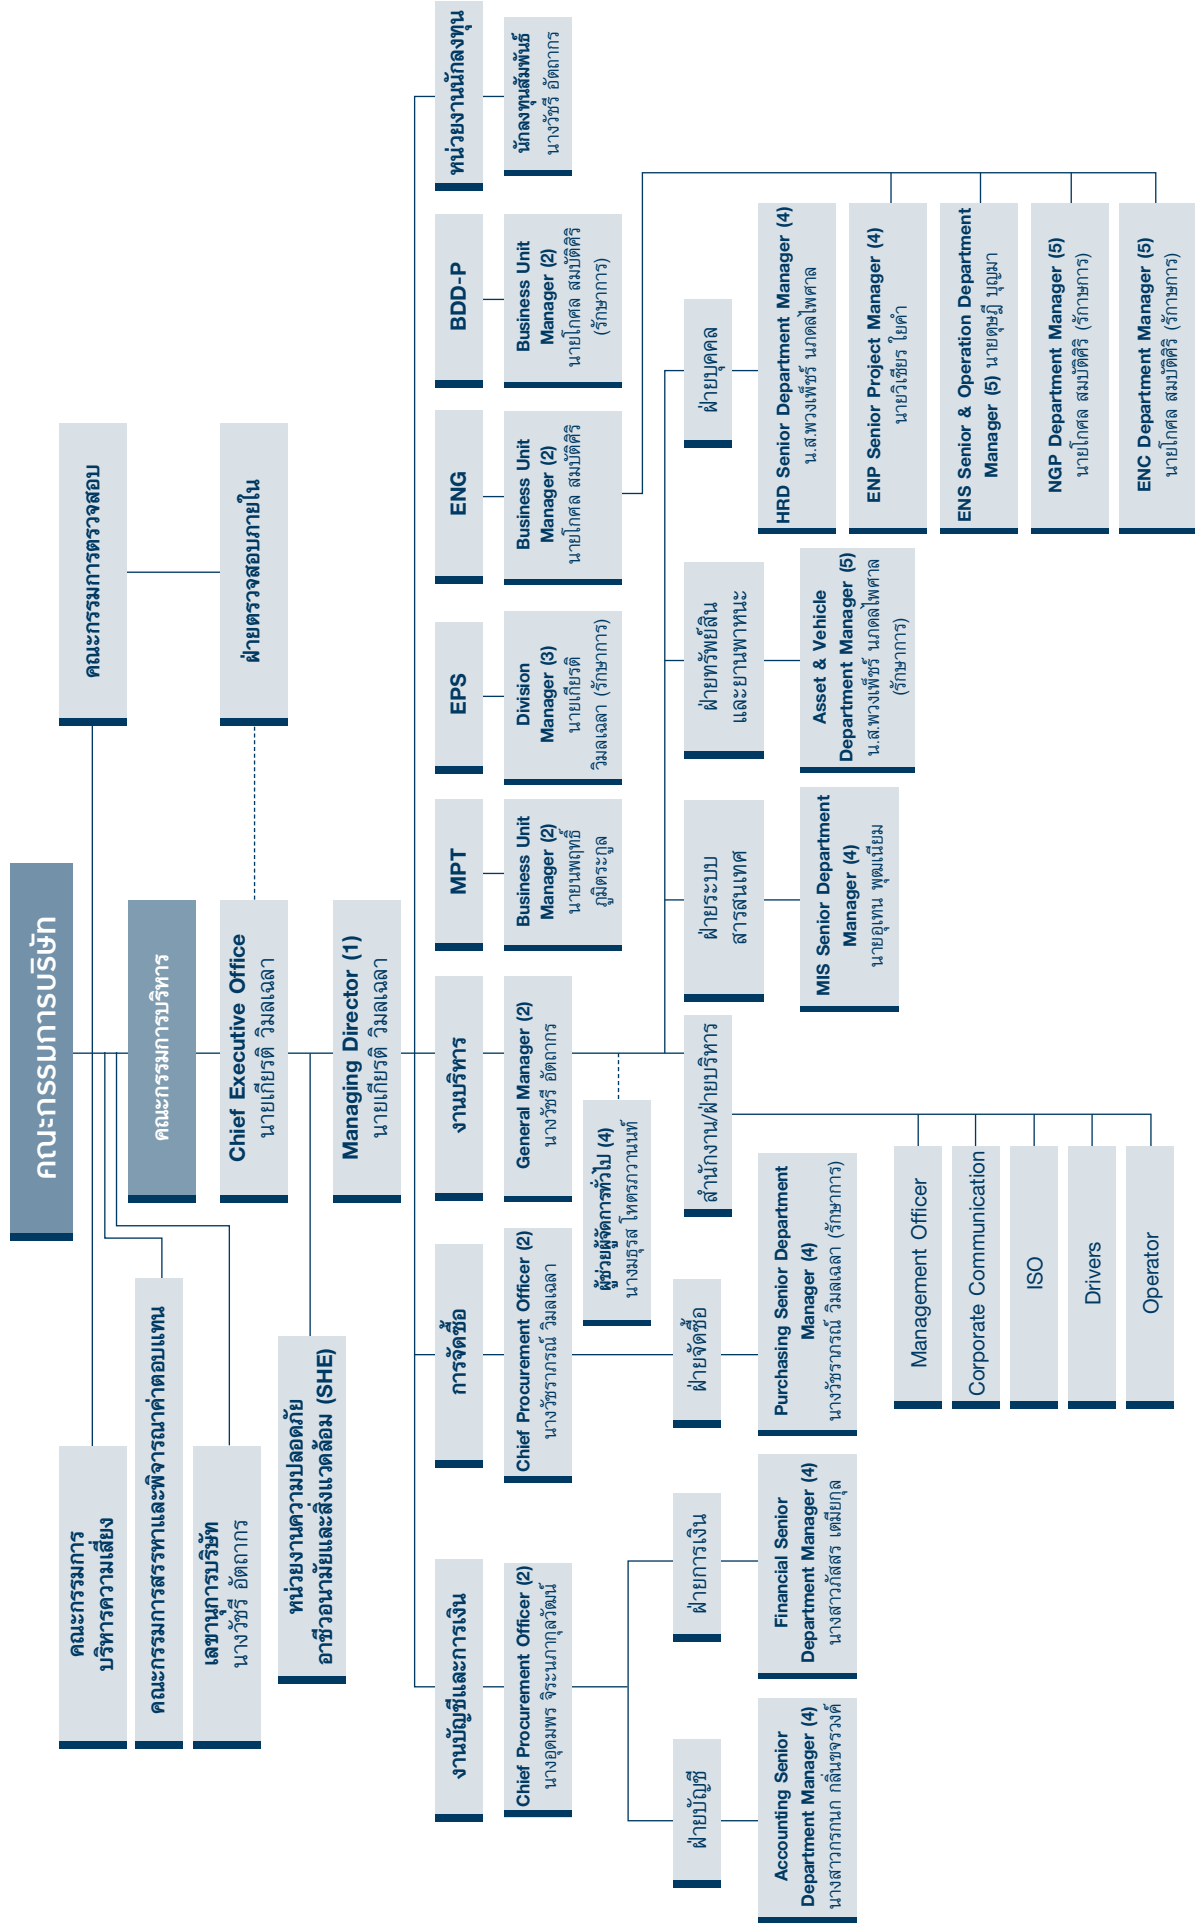 คณะกรรมการบริษัท
คณะกรรมการตรวจสอบ
ฝ่ายตรวจสอบภายใน
คณะกรรมการบริหาร
คณะกรรมการ
บริหารความเสี่ยง
คณะกรรมการสรรหาและพิจารณาค่าตอบแทน
เลขานุการบริษัท
นางวัชรี อัตถากร
Chief Executive Office
นายเกียรติ วิมลเฉลา
หน่วยงานความปลอดภัย
อาชีวอนามัยและสิ่งแวดล้อม (SHE)
Managing Director (1)
นายเกียรติ วิมลเฉลา
งานบัญชีและการเงิน
Chief Procurement Officer (2)
นางอุดมพร จิระนภากุลวัฒน์
การจัดซื้อ
Chief Procurement Officer (2)
นางวัชราภรณ์ วิมลเฉลา
งานบริหาร
General Manager (2)
นางวัชรี อัตถากร
MPT
Business Unit
Manager (2)
นายนพฤทธิ์
ภูมิตระกูล
EPS
Division
Manager (3)
นายเกียรติ
วิมลเฉลา (รักษาการ)
ENG
Business Unit
Manager (2)
นายโกศล สมบัติศิริ
BDD-P
Business Unit
Manager (2)
นายโกศล สมบัติศิริ
(รักษาการ)
หน่วยงานนักลงทุน
นักลงทุนสัมพันธ์
นางวัชรี อัตถากร
ผู้ช่วยผู้จัดการทั่วไป (4)
นางมธุรส โหตรภวานนท์
ฝ่ายบัญชี
Accounting Senior
Department Manager (4)
นางสาวกรกนก กลิ่นขจรวงค์
ฝ่ายการเงิน
Financial Senior
Department Manager (4)
นางสาวภัสสร เตมียกุล
ฝ่ายจัดซื้อ
Purchasing Senior Department
Manager (4)
นางวัชราภรณ์ วิมลเฉลา (รักษาการ)
สำนักงาน/ฝ่ายบริหาร
Management Officer
Corporate Communication
ISO
Drivers
Operator
ฝ่ายระบบ
สารสนเทศ
MIS Senior Department
Manager (4)
นายอุเทน พุฒเนียม
ฝ่ายทรัพย์สิน
และยานพาหนะ
Asset & Vehicle
Department Manager (5)
น.ส.พวงเพ็ชร์ นภดลไพศาล
(รักษาการ)
ฝ่ายบุคคล
HRD Senior Department Manager (4)
น.ส.พวงเพ็ชร์ นภดลไพศาล
ENP Senior Project Manager (4)
นายวิเชียร ใยคำ
ENS Senior & Operation Department
Manager (5) นายดุษฎี บุญมา
NGP Department Manager (5)
นายโกศล สมบัติศิริ (รักาษการ)
ENC Department Manager (5)
นายโกศล สมบัติศิริ (รักาษการ)